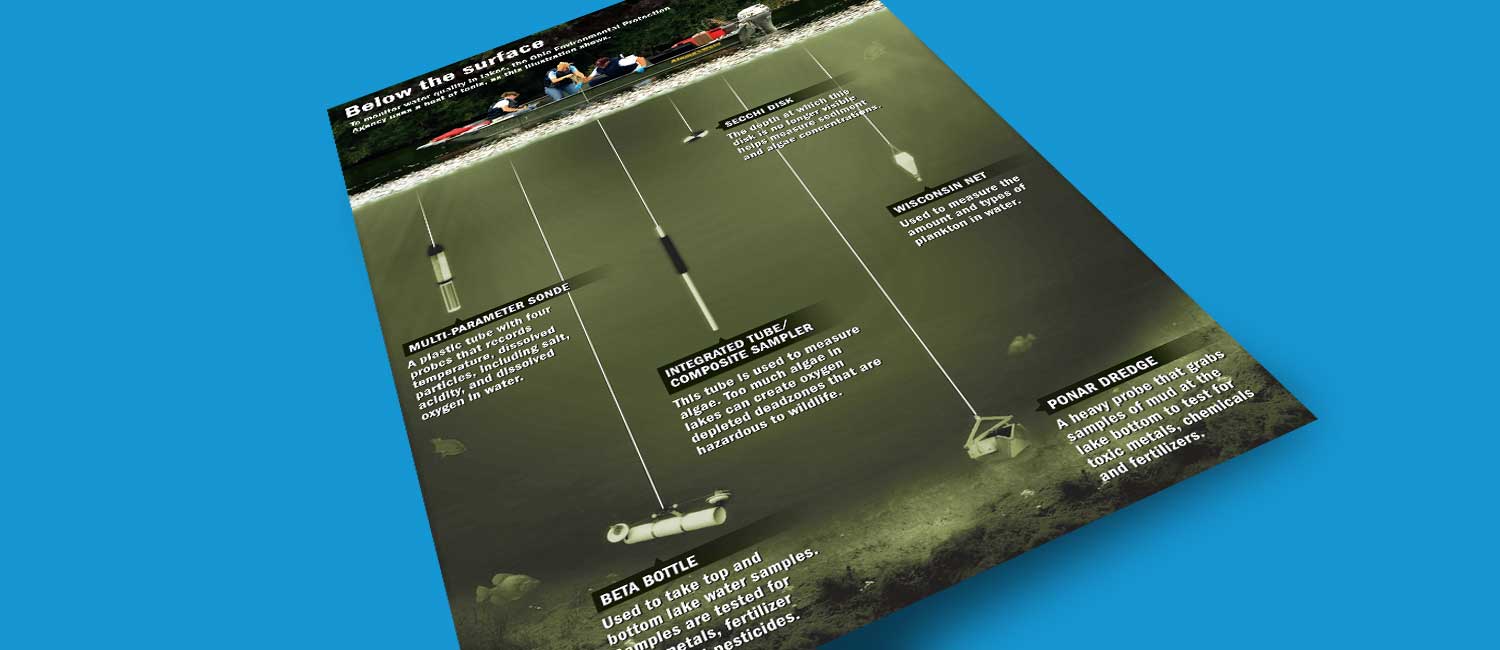 Below the surface
To monitor water quality in lakes, the Ohio Environmental Protection
Agency uses a host of tools, as this illustration shows.
SECCHI DISK
The depth at which this
disk is no longer visible
helps measure sediment
and algae concentrations.
WISCONSIN NET
Used to measure the
amount and types of
plankton in water.
MULTI-PARAMETER SONDE
A plastic tube with four
probes that records
temperature, dissolved
particles, including salt,
acidity, and dissolved
oxygen in water.
INTEGRATED TUBE/
COMPOSITE SAMPLER
This tube is used to measure
algae. Too much algae in
lakes can create oxygen
depleted deadzones that are
hazardous to wildlife.
PONAR DREDGE
A heavy probe that grabs
samples of mud at the
lake bottom to test for
toxic metals, chemicals
and fertilizers.
BETA BOTTLE
Used to take top and
bottom lake water samples.
samples are tested for
metals, fertilizer
pesticides.